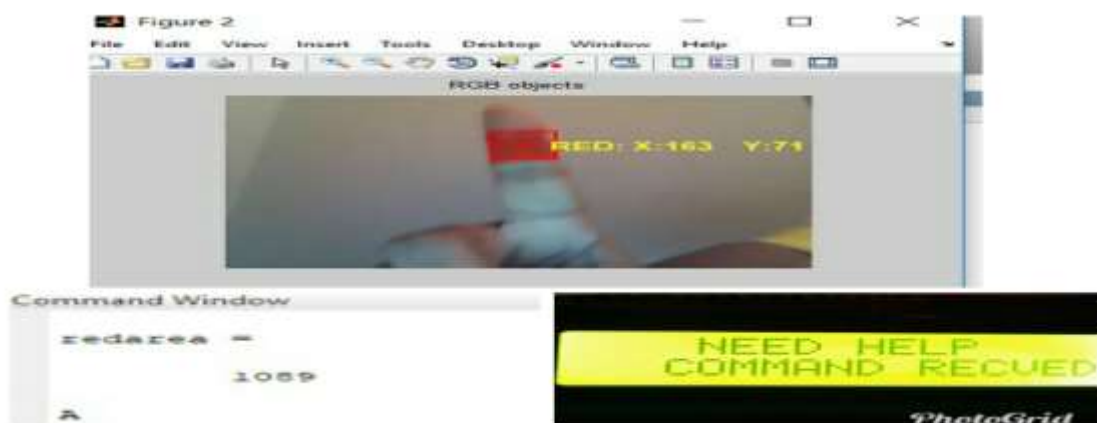 Figure 2
File Edit View Insert Tools Desktop Window Help
RGB objects
RED: X:163 Y:71
Command Window
redarea =
1089
A
NEED HELP
COMMAND RECUED
PhotoGrid